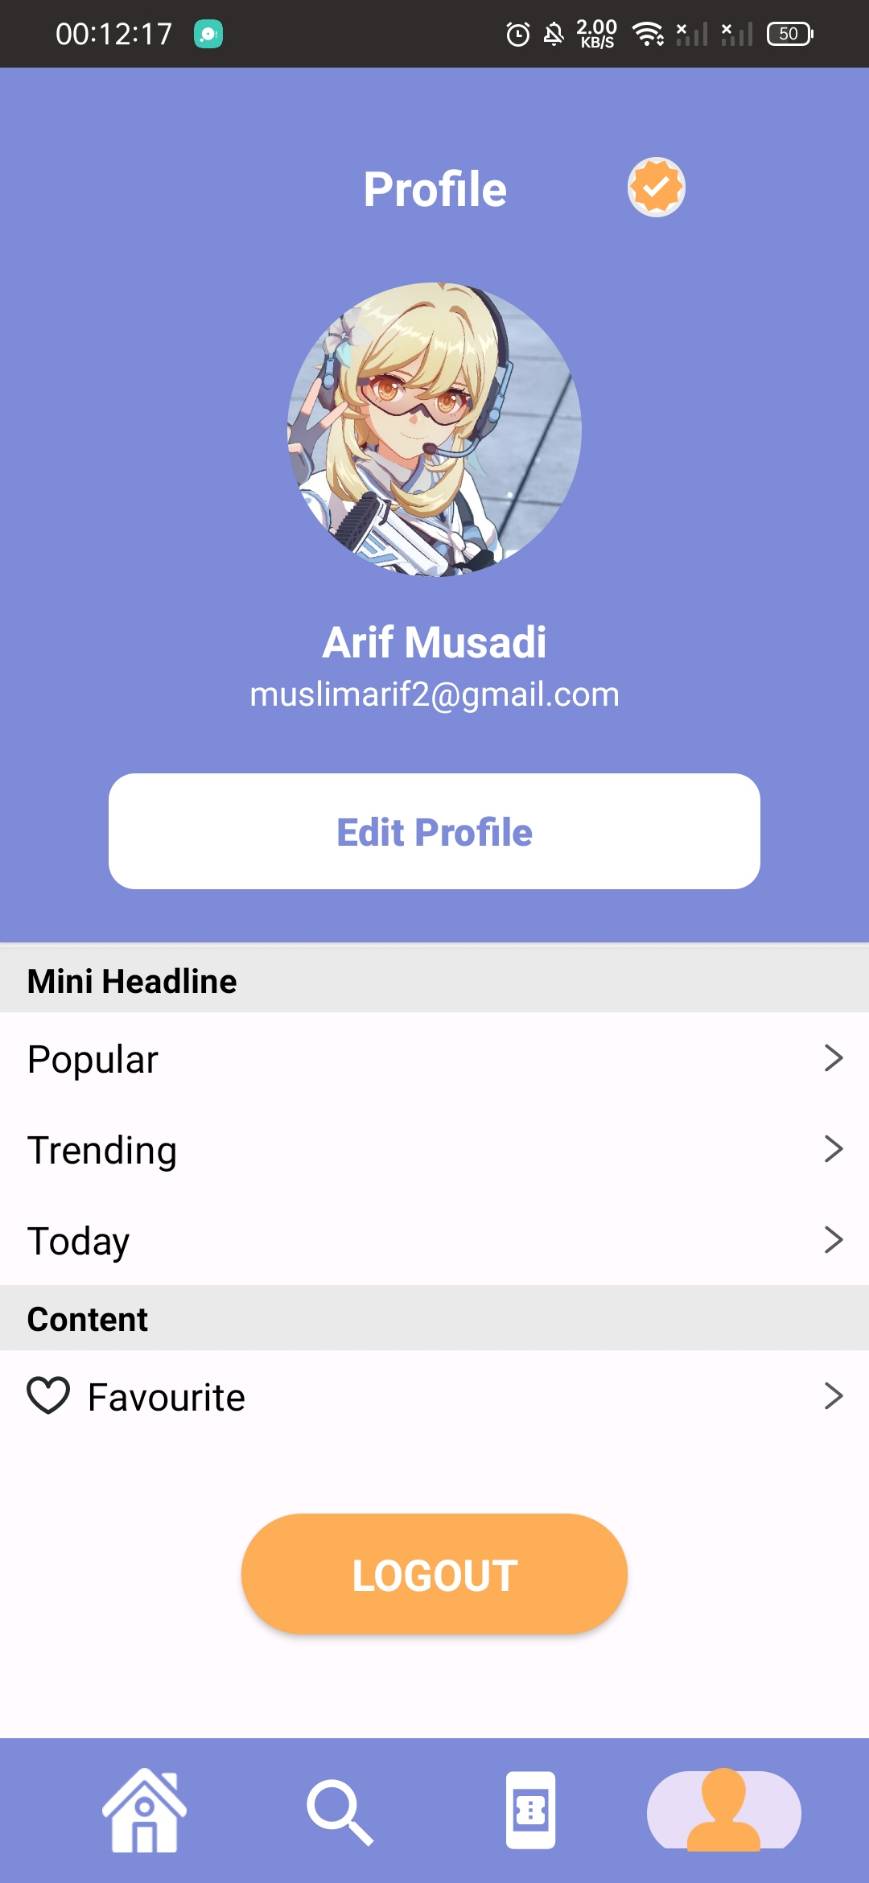 00:12:17
2.00
KB/S
50
Profile
Arif Musadi
muslimarif2@gmail.com
Edit Profile
Mini Headline
Popular
Trending
Today
Content
Favourite
LOGOUT